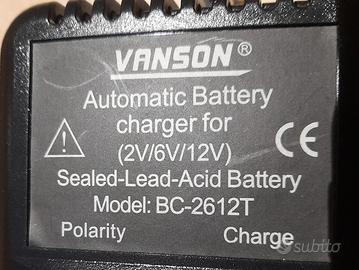 VANSON®
Automatic Battery
charger for
(2V/6V/12V)
CE
Sealed-Lead-Acid Battery
Model: BC-2612T
Polarity Charge
subito